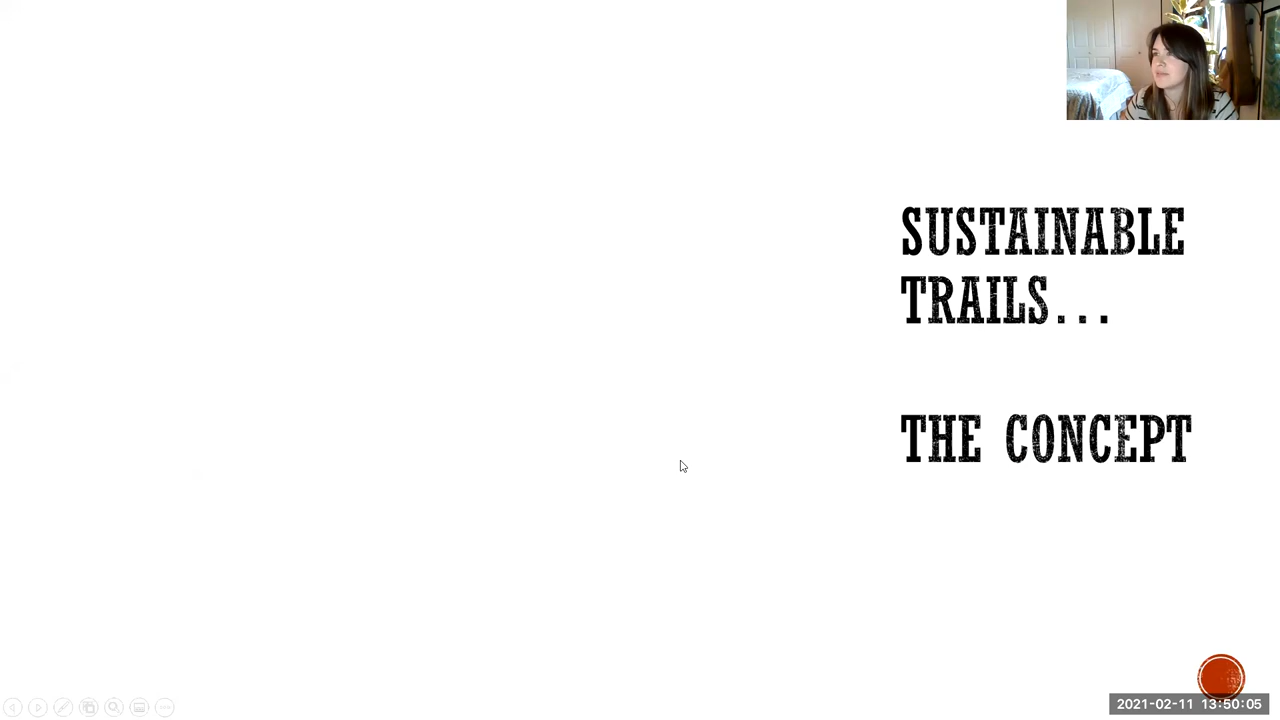 SUSTAINABLE
TRAILS...
THE CONCEPT
2021-02-11 13:50:05